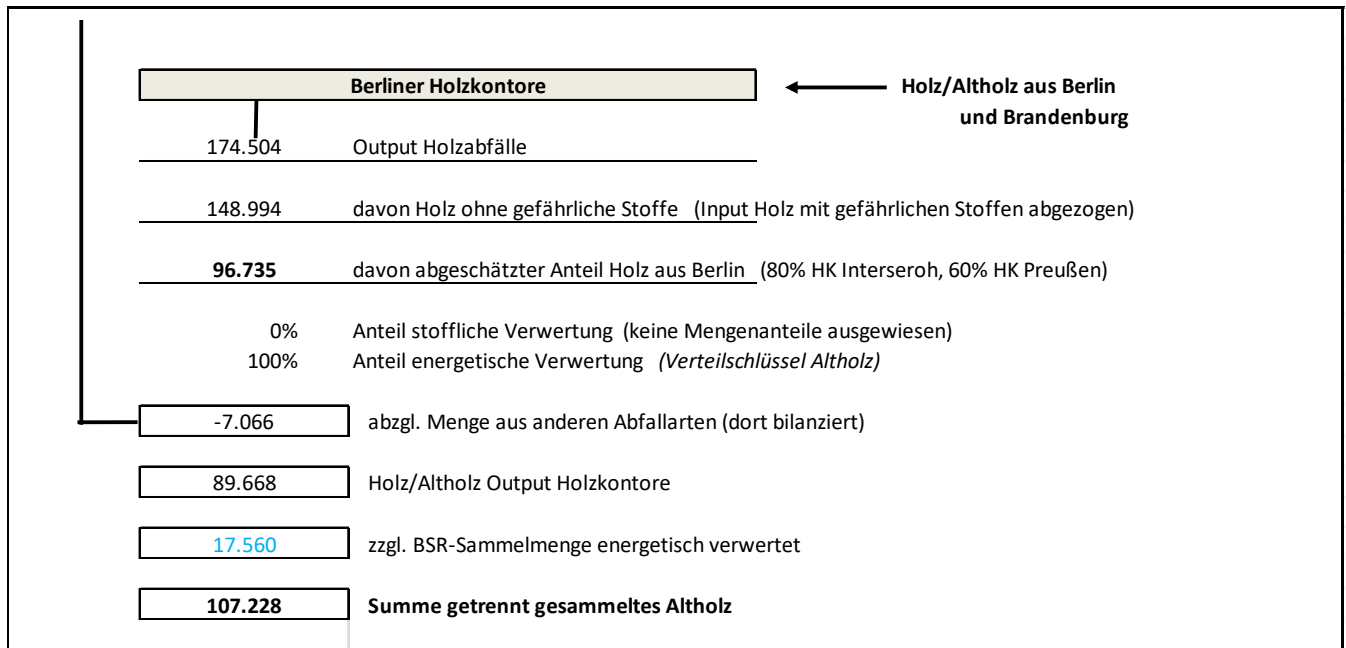 Berliner Holzkontore
Holz/Altholz aus Berlin
und Brandenburg
174.504 Output Holzabfälle
148.994 davon Holz ohne gefährliche Stoffe (Input Holz mit gefährlichen Stoffen abgezogen)
96.735 davon abgeschätzter Anteil Holz aus Berlin (80% HK Interseroh, 60% HK Preußen)
0% Anteil stoffliche Verwertung (keine Mengenanteile ausgewiesen)
100% Anteil energetische Verwertung (Verteilschlüssel Altholz)
-7.066 abzgl. Menge aus anderen Abfallarten (dort bilanziert)
89.668 Holz/Altholz Output Holzkontore
17.560 zzgl. BSR-Sammelmenge energetisch verwertet
107.228 Summe getrennt gesammeltes Altholz